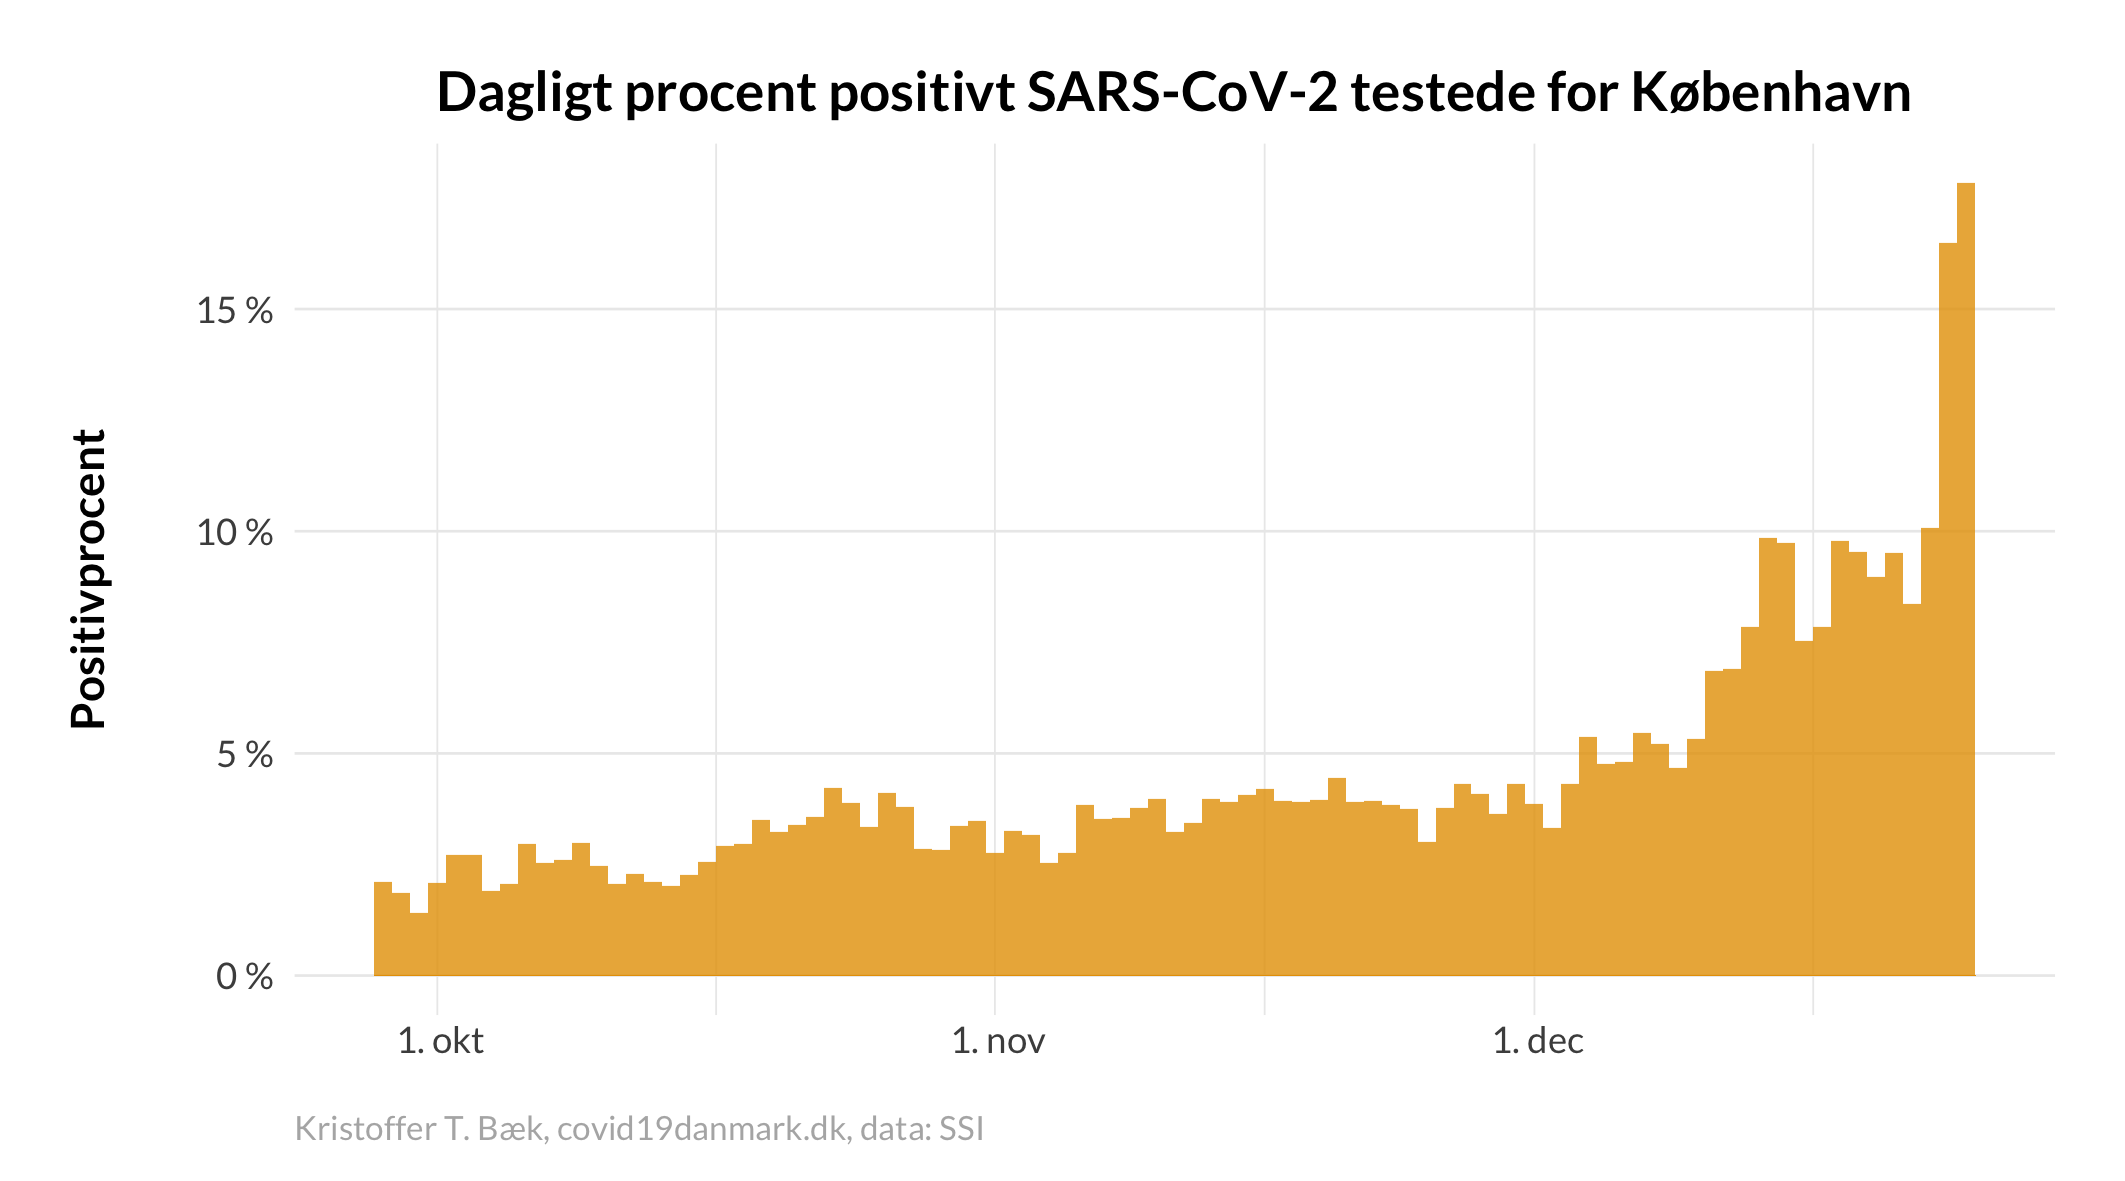 Dagligt procent positivt SARS-CoV-2 testede for København
Positivprocent
15 %
10 %
5 %
0 %
1. okt
1. nov
1. dec
Kristoffer T. Bæk, covid19danmark.dk, data: SSI